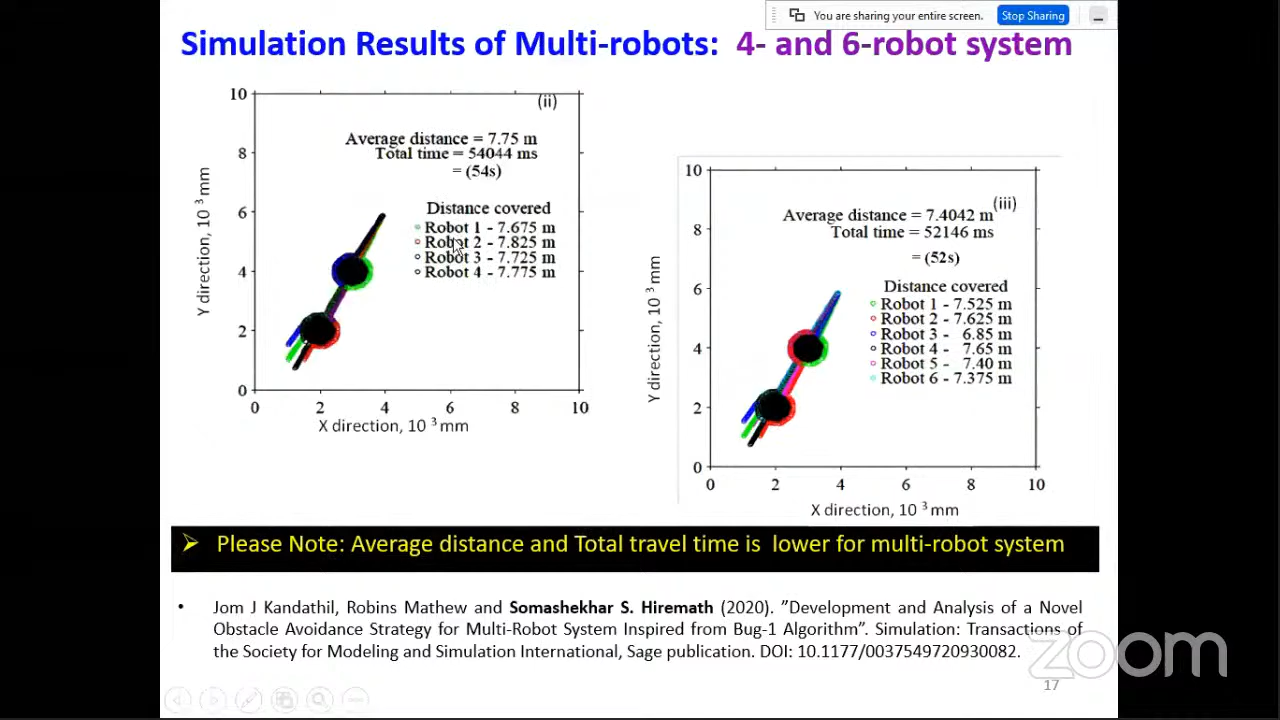 You are sharing your entire screen. Stop Sharing
Simulation Results of Multi-robots: 4- and 6-robot system
(ii)
Average distance = 7.75 m
Total time = 54044 ms
= (54s)
Distance covered
Robot 1 - 7.675 m
Robot 2 - 7.825 m
Robot 3 - 7.725 m
Robot 4 - 7.775 m
10
8
6
4
2
0
Y direction, 10 3 mm
0 2 4 6 8 10
X direction, 10 3 mm
(iii)
Average distance = 7.4042 m
Total time = 52146 ms
= (52s)
Distance covered
Robot 1 - 7.525 m
Robot 2 - 7.625 m
Robot 3 - 6.85 m
Robot 4 - 7.65 m
Robot 5 - 7.40 m
Robot 6 - 7.375 m
10
8
6
4
2
0
Y direction, 10 3 mm
0 2 4 6 8 10
X direction, 10 3 mm
➢ Please Note: Average distance and Total travel time is lower for multi-robot system
• Jom J Kandathil, Robins Mathew and Somashekhar S. Hiremath (2020). ”Development and Analysis of a Novel
Obstacle Avoidance Strategy for Multi-Robot System Inspired from Bug-1 Algorithm”. Simulation: Transactions of
the Society for Modeling and Simulation International, Sage publication. DOI: 10.1177/0037549720930082.
zoom
17